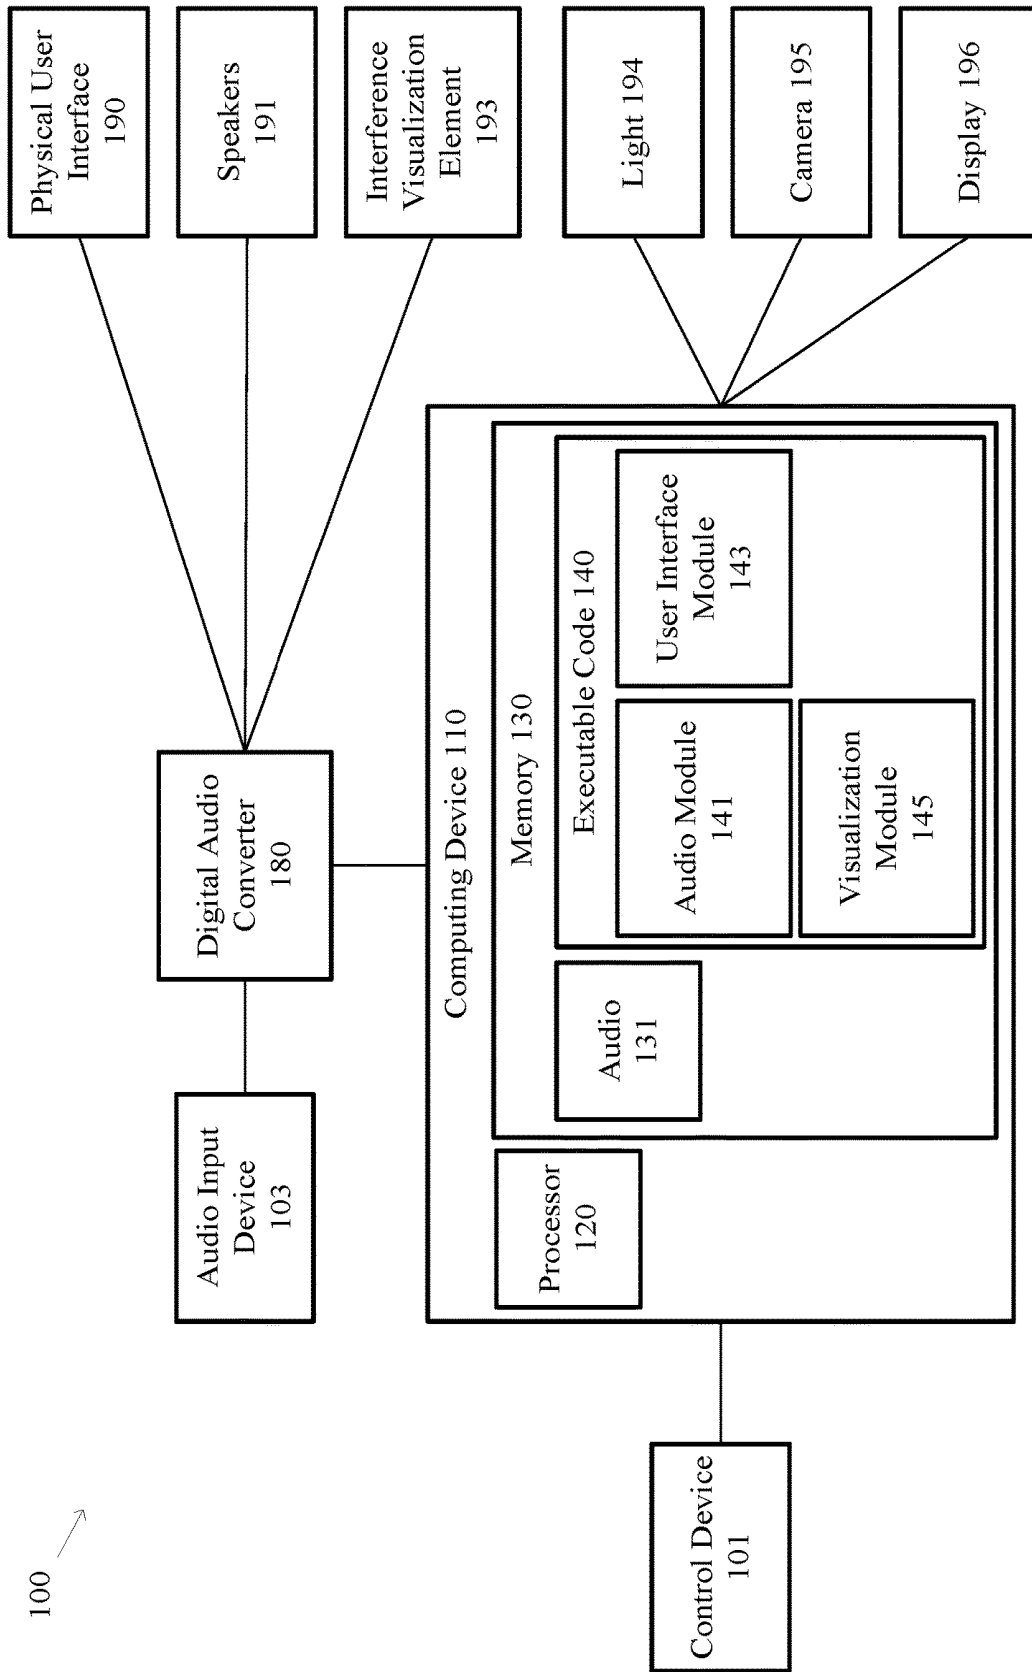 100
Control Device
101
Audio Input
Device
103
Digital Audio
Converter
180
Physical User
Interface
190
Speakers
191
Interference
Visualization
Element
193
Computing Device 110
Processor
120
Memory 130
Audio
131
Executable Code 140
Audio Module
141
User Interface
Module
143
Visualization
Module
145
Light 194
Camera 195
Display 196